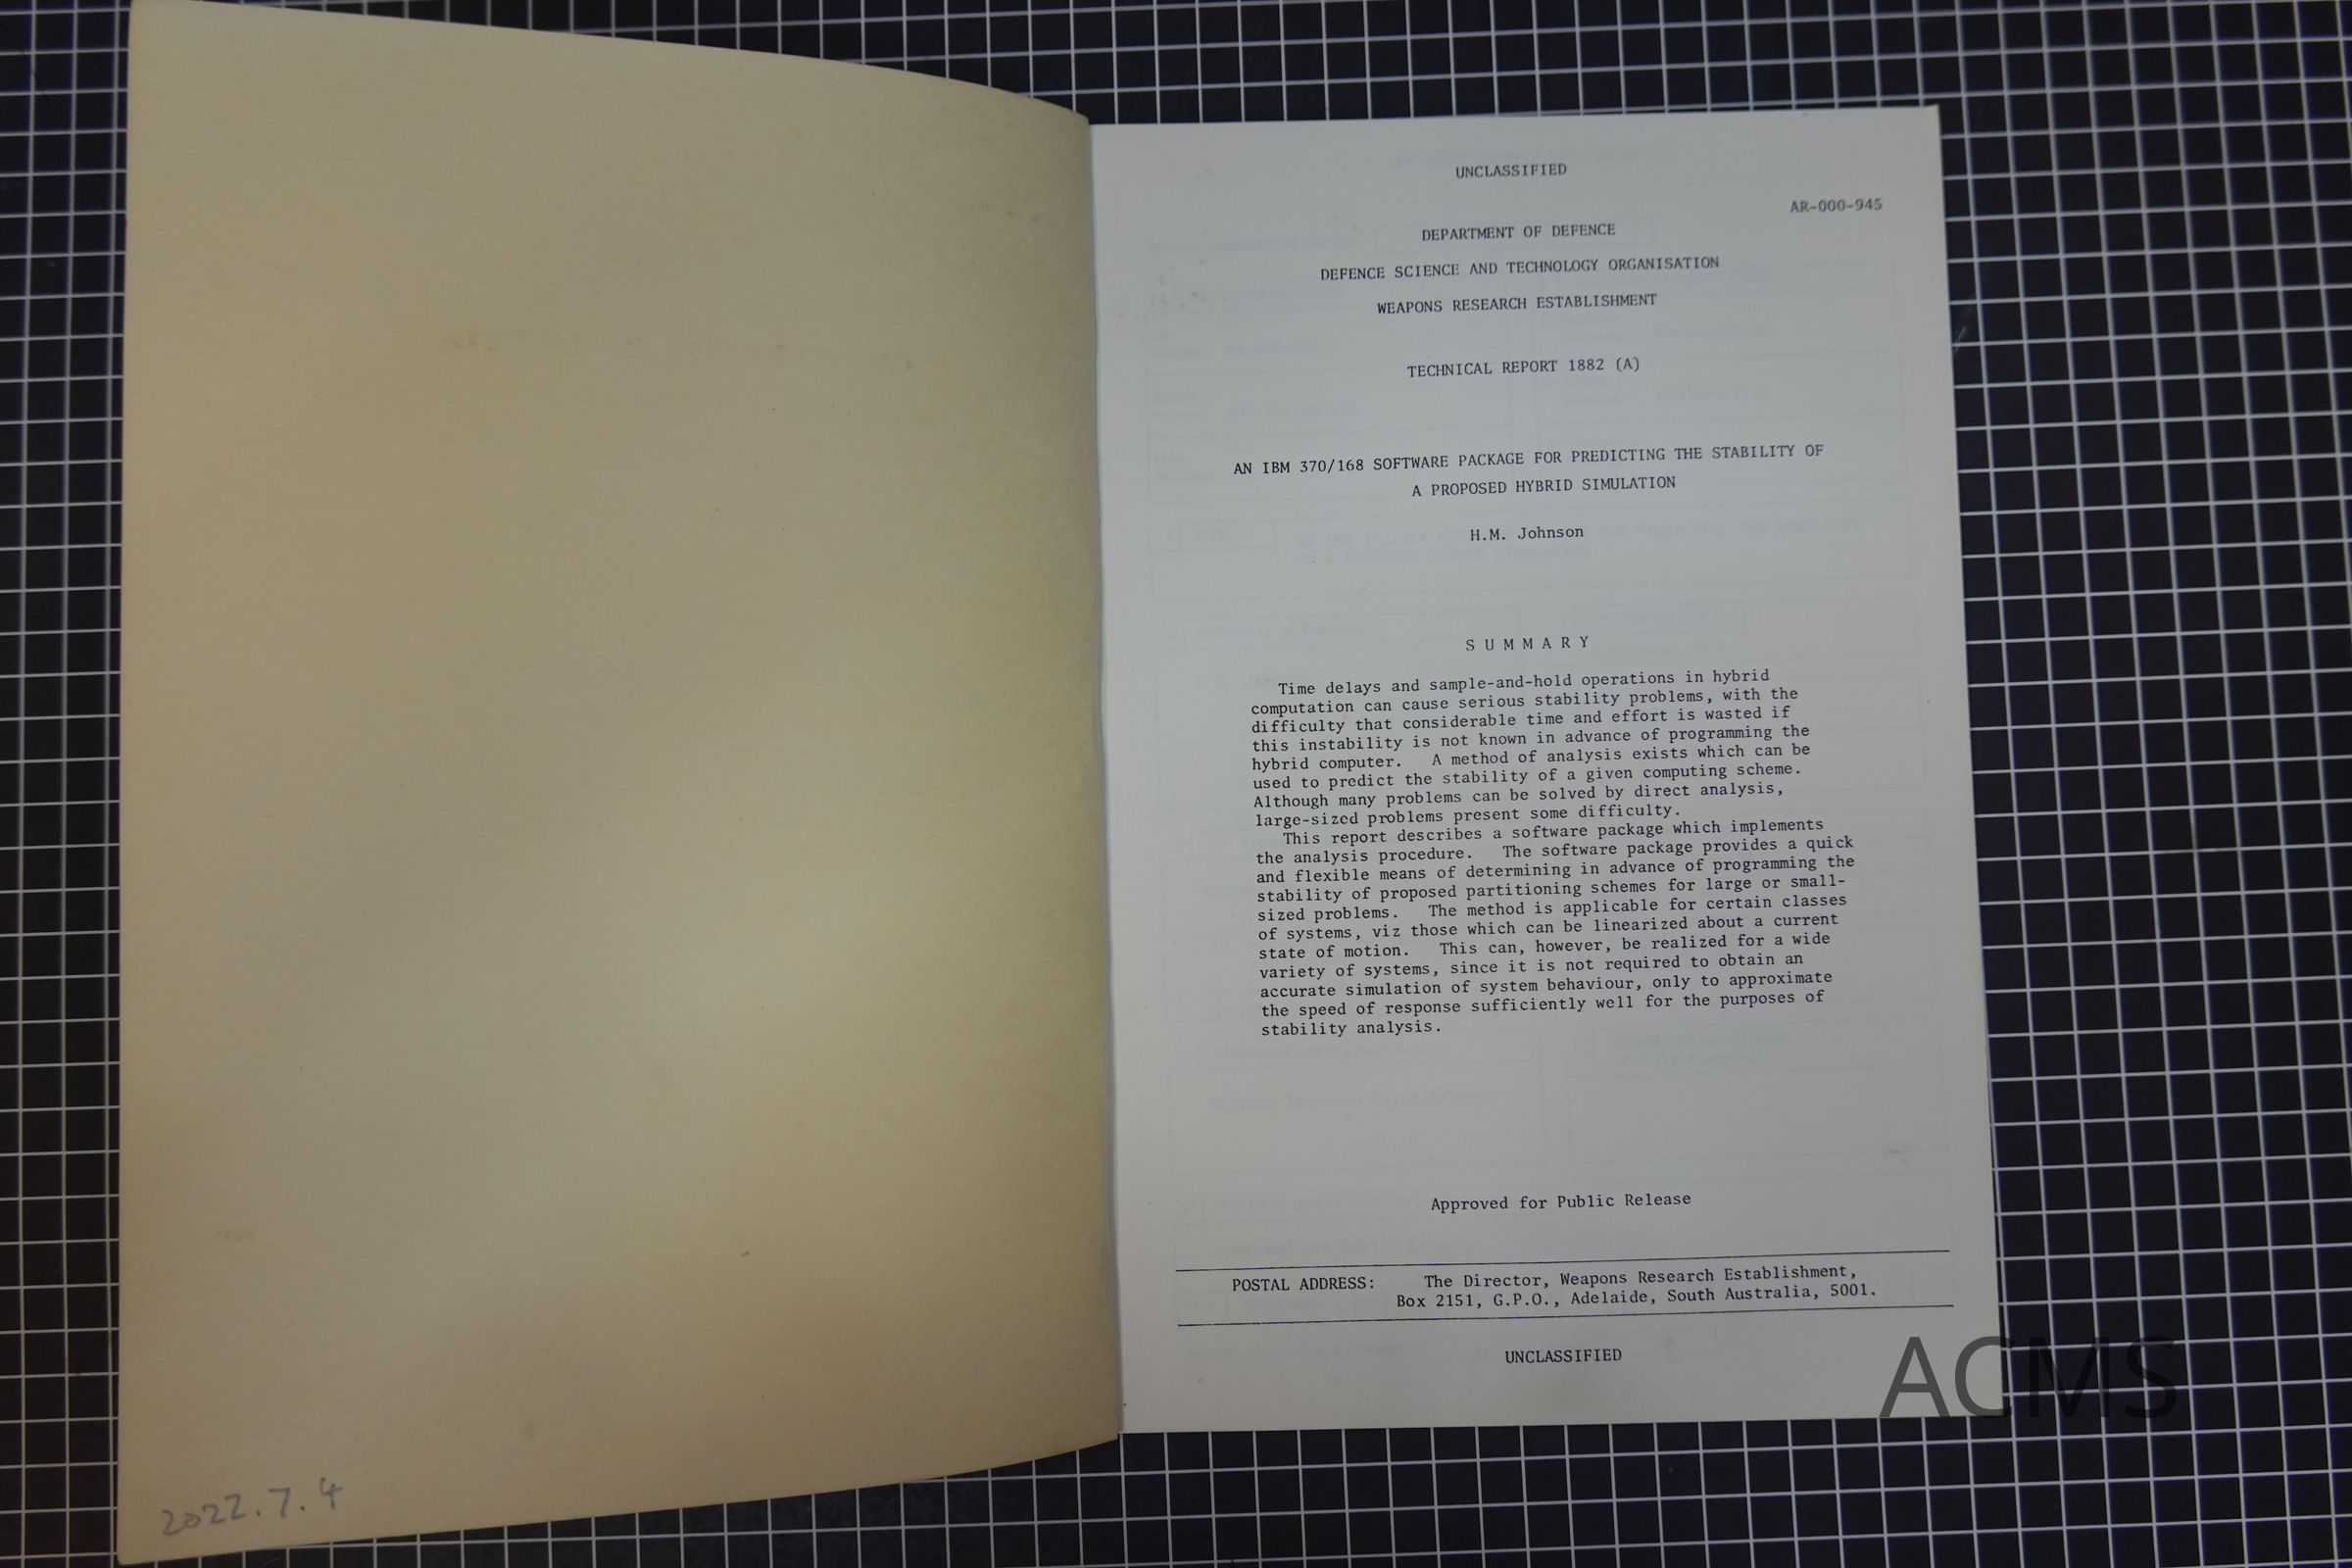 2022.7.4
UNCLASSIFIED
AR-000-945
DEPARTMENT OF DEFENCE
DEFENCE SCIENCE AND TECHNOLOGY ORGANISATION
WEAPONS RESEARCH ESTABLISHMENT
TECHNICAL REPORT 1882 (A)
AN IBM 370/168 SOFTWARE PACKAGE FOR PREDICTING THE STABILITY OF
A PROPOSED HYBRID SIMULATION
H.M. Johnson
S U M M A R Y
Time delays and sample-and-hold operations in hybrid
computation can cause serious stability problems, with the
difficulty that considerable time and effort is wasted if
this instability is not known in advance of programming the
hybrid computer. A method of analysis exists which can be
used to predict the stability of a given computing scheme.
Although many problems can be solved by direct analysis,
large-sized problems present some difficulty.
This report describes a software package which implements
the analysis procedure. The software package provides a quick
and flexible means of determining in advance of programming the
stability of proposed partitioning schemes for large or small-
sized problems. The method is applicable for certain classes
of systems, viz those which can be linearized about a current
state of motion. This can, however, be realized for a wide
variety of systems, since it is not required to obtain an
accurate simulation of system behaviour, only to approximate
the speed of response sufficiently well for the purposes of
stability analysis.
Approved for Public Release
POSTAL ADDRESS: The Director, Weapons Research Establishment,
Box 2151, G.P.O., Adelaide, South Australia, 5001.
UNCLASSIFIED
ACMS